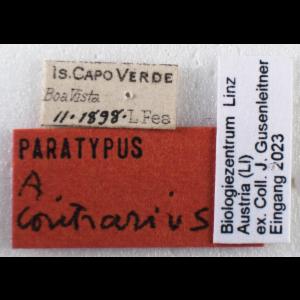 Is. CAPO VERDE
Boa Vista
11.1898. L. Fea
PARATYPUS
A
contrarius
Biologiezentrum Linz
Austria (LI)
ex. Coll. J. Gusenleitner
Eingang 2023